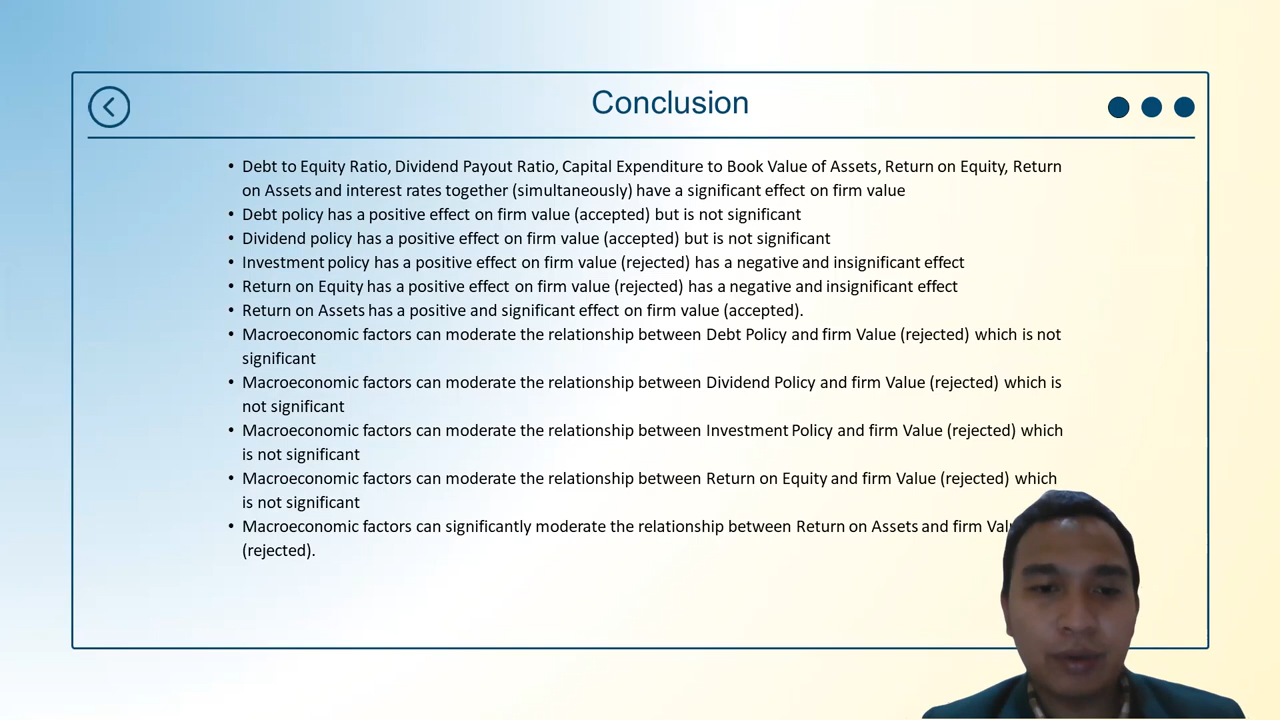 Conclusion
• Debt to Equity Ratio, Dividend Payout Ratio, Capital Expenditure to Book Value of Assets, Return on Equity, Return
on Assets and interest rates together (simultaneously) have a significant effect on firm value
• Debt policy has a positive effect on firm value (accepted) but is not significant
• Dividend policy has a positive effect on firm value (accepted) but is not significant
• Investment policy has a positive effect on firm value (rejected) has a negative and insignificant effect
• Return on Equity has a positive effect on firm value (rejected) has a negative and insignificant effect
• Return on Assets has a positive and significant effect on firm value (accepted).
• Macroeconomic factors can moderate the relationship between Debt Policy and firm Value (rejected) which is not
significant
• Macroeconomic factors can moderate the relationship between Dividend Policy and firm Value (rejected) which is
not significant
• Macroeconomic factors can moderate the relationship between Investment Policy and firm Value (rejected) which
is not significant
• Macroeconomic factors can moderate the relationship between Return on Equity and firm Value (rejected) which
is not significant
• Macroeconomic factors can significantly moderate the relationship between Return on Assets and firm
(rejected).